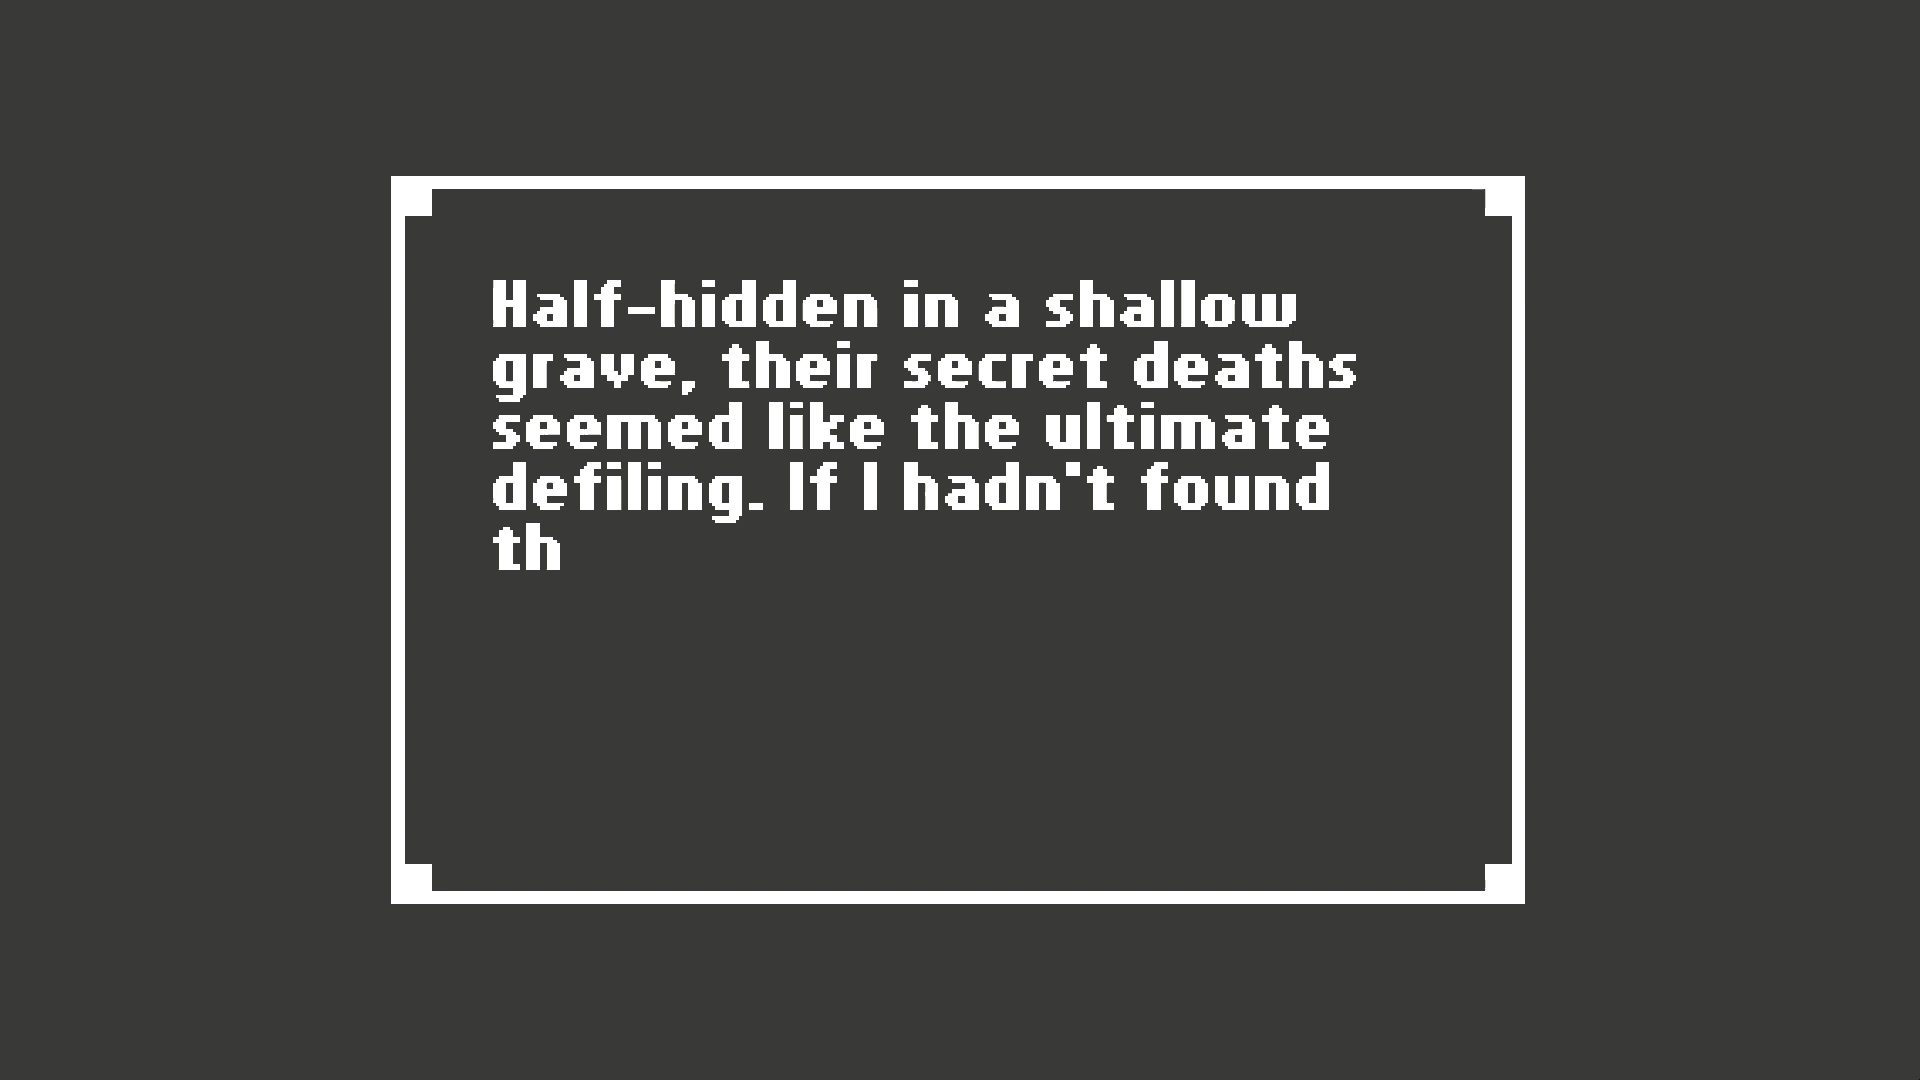 Half-hidden in a shallow
grave, their secret deaths
seemed like the ultimate
defiling. If I hadn't found
th